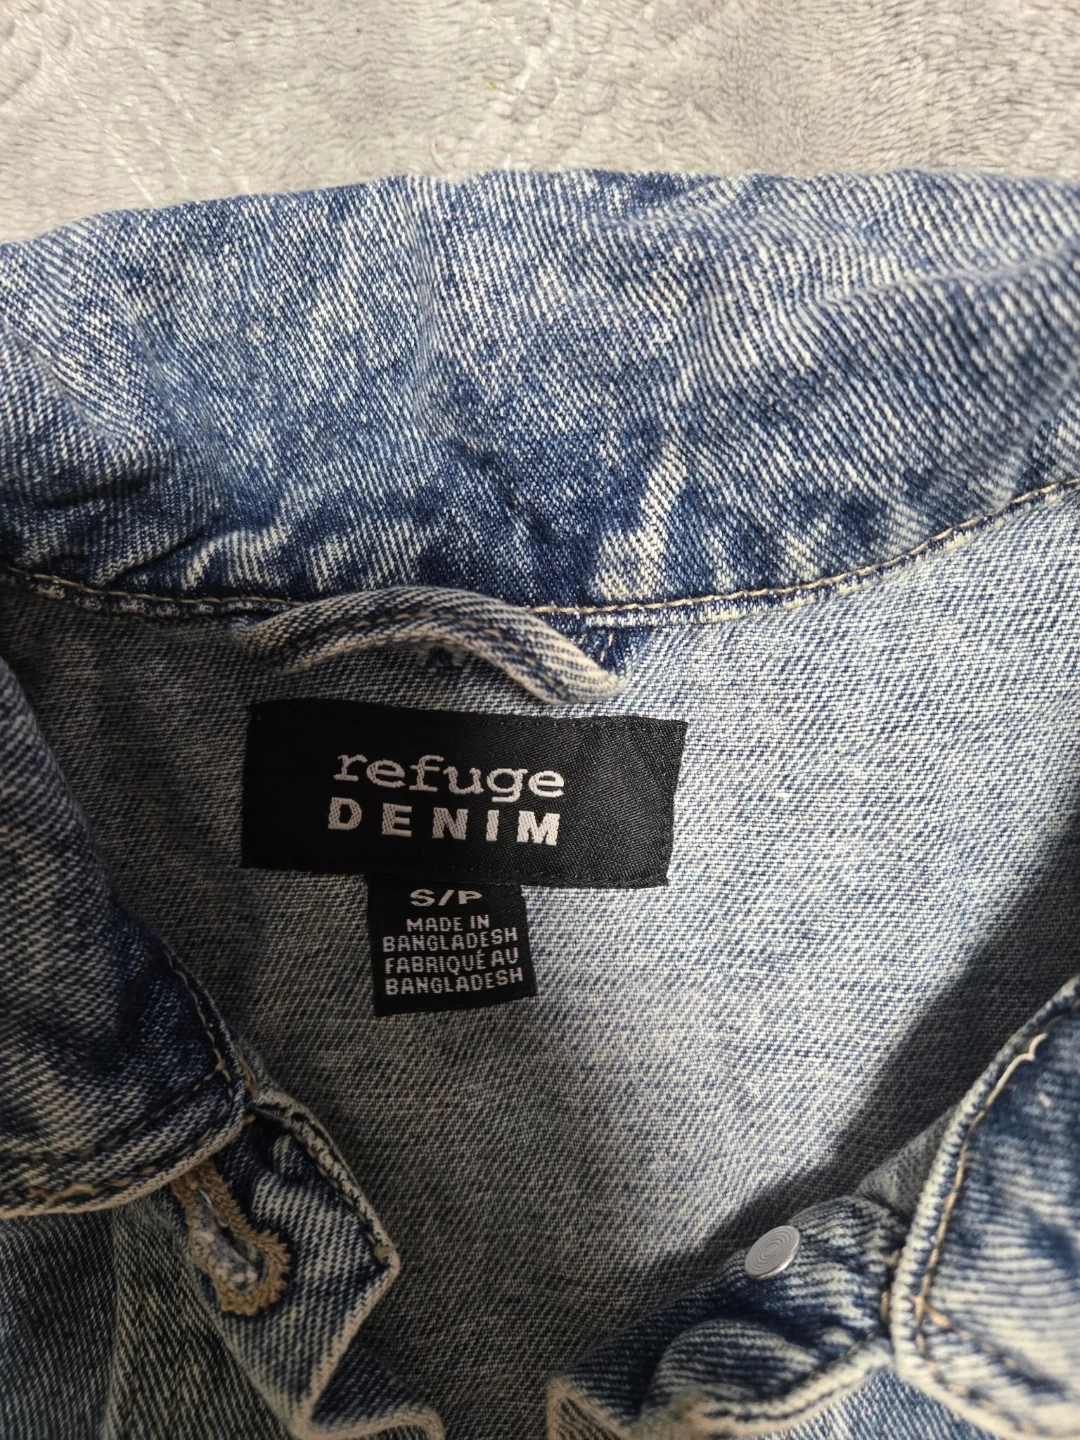 refuge
DENIM
S/P
MADE IN
BANGLADESH
FABRIQUÉ AU
BANGLADESH